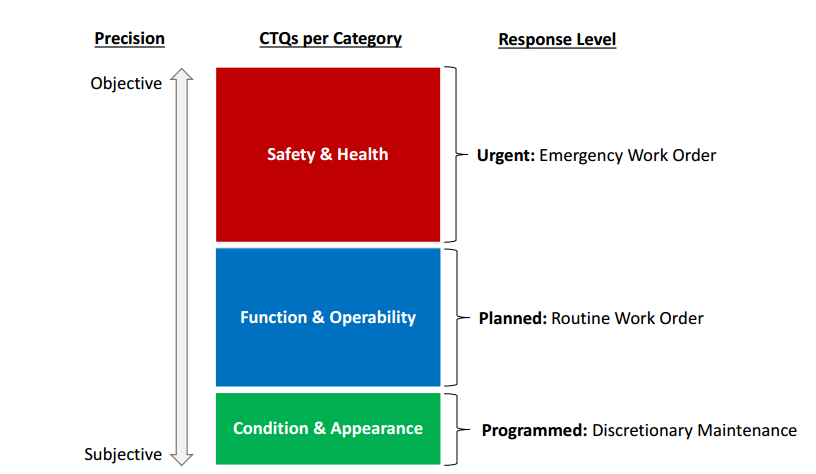 Precision
CTQs per Category
Response Level
Objective
Safety & Health
Urgent: Emergency Work Order
Function & Operability
Planned: Routine Work Order
Condition & Appearance
Programmed: Discretionary Maintenance
Subjective